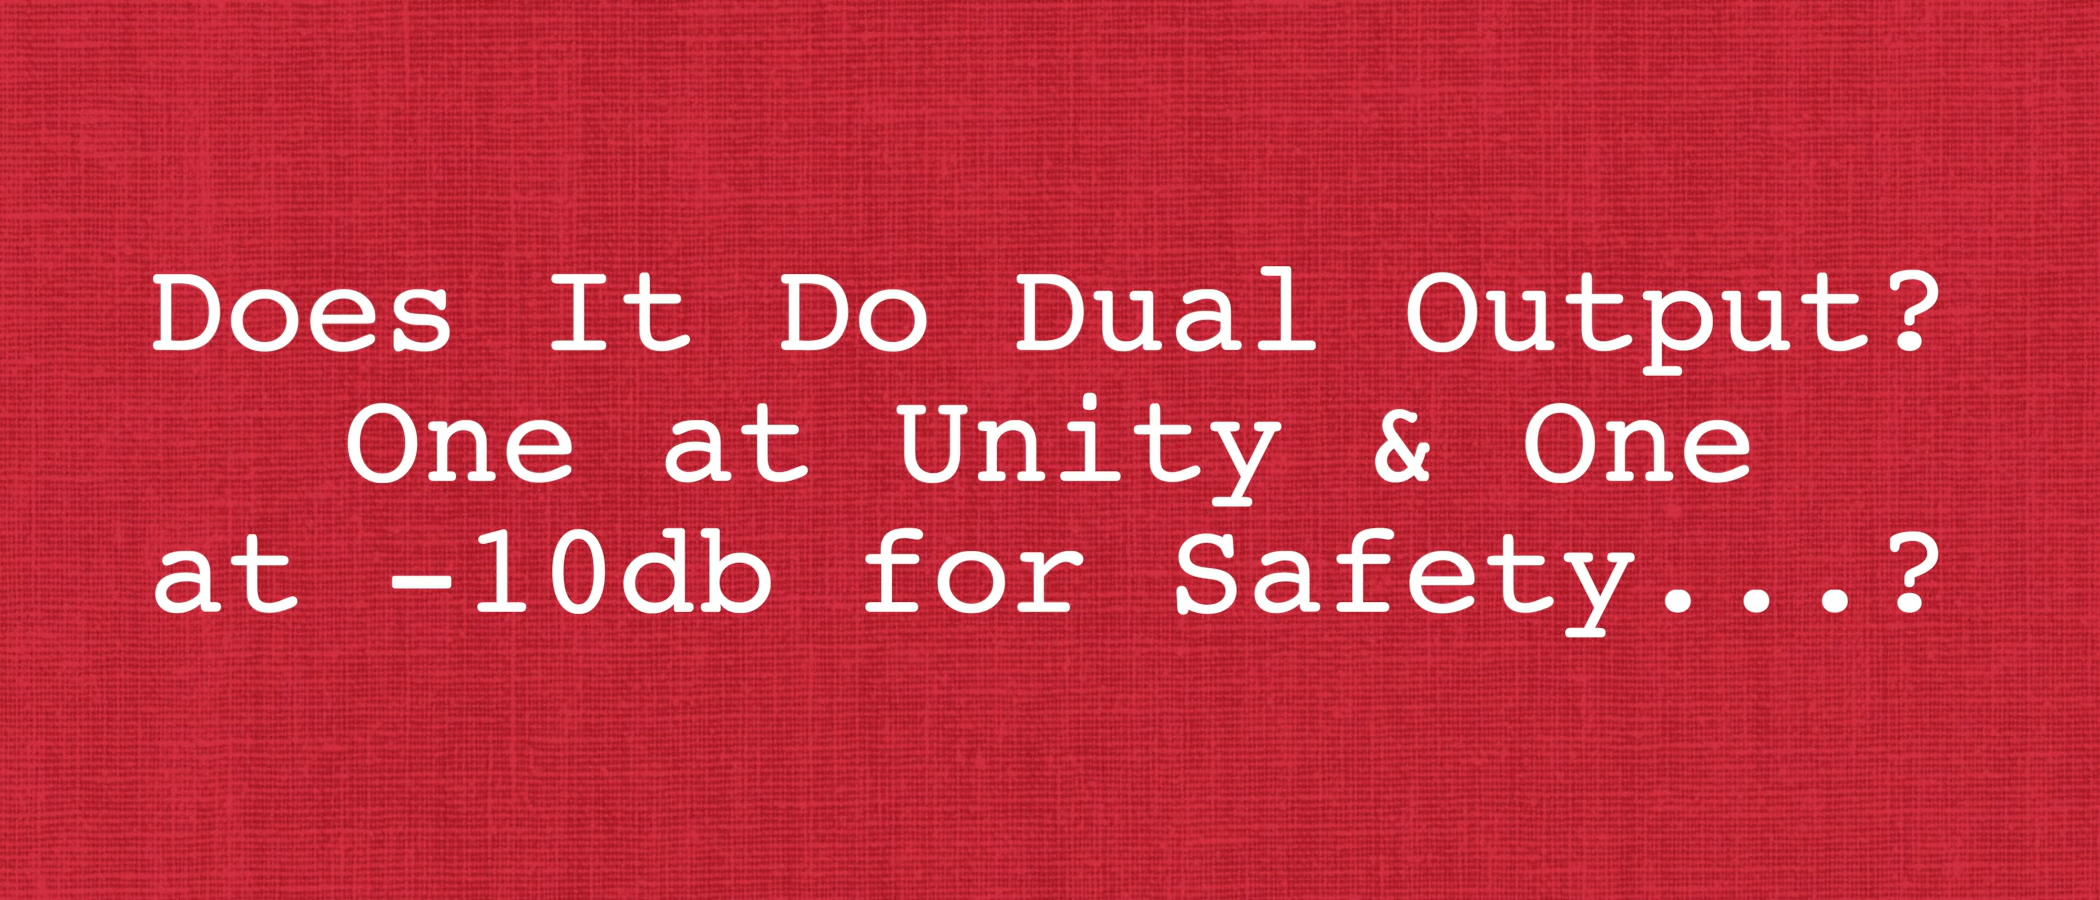 Does It Do Dual Output?
One at Unity & One
at -10db for Safety...?